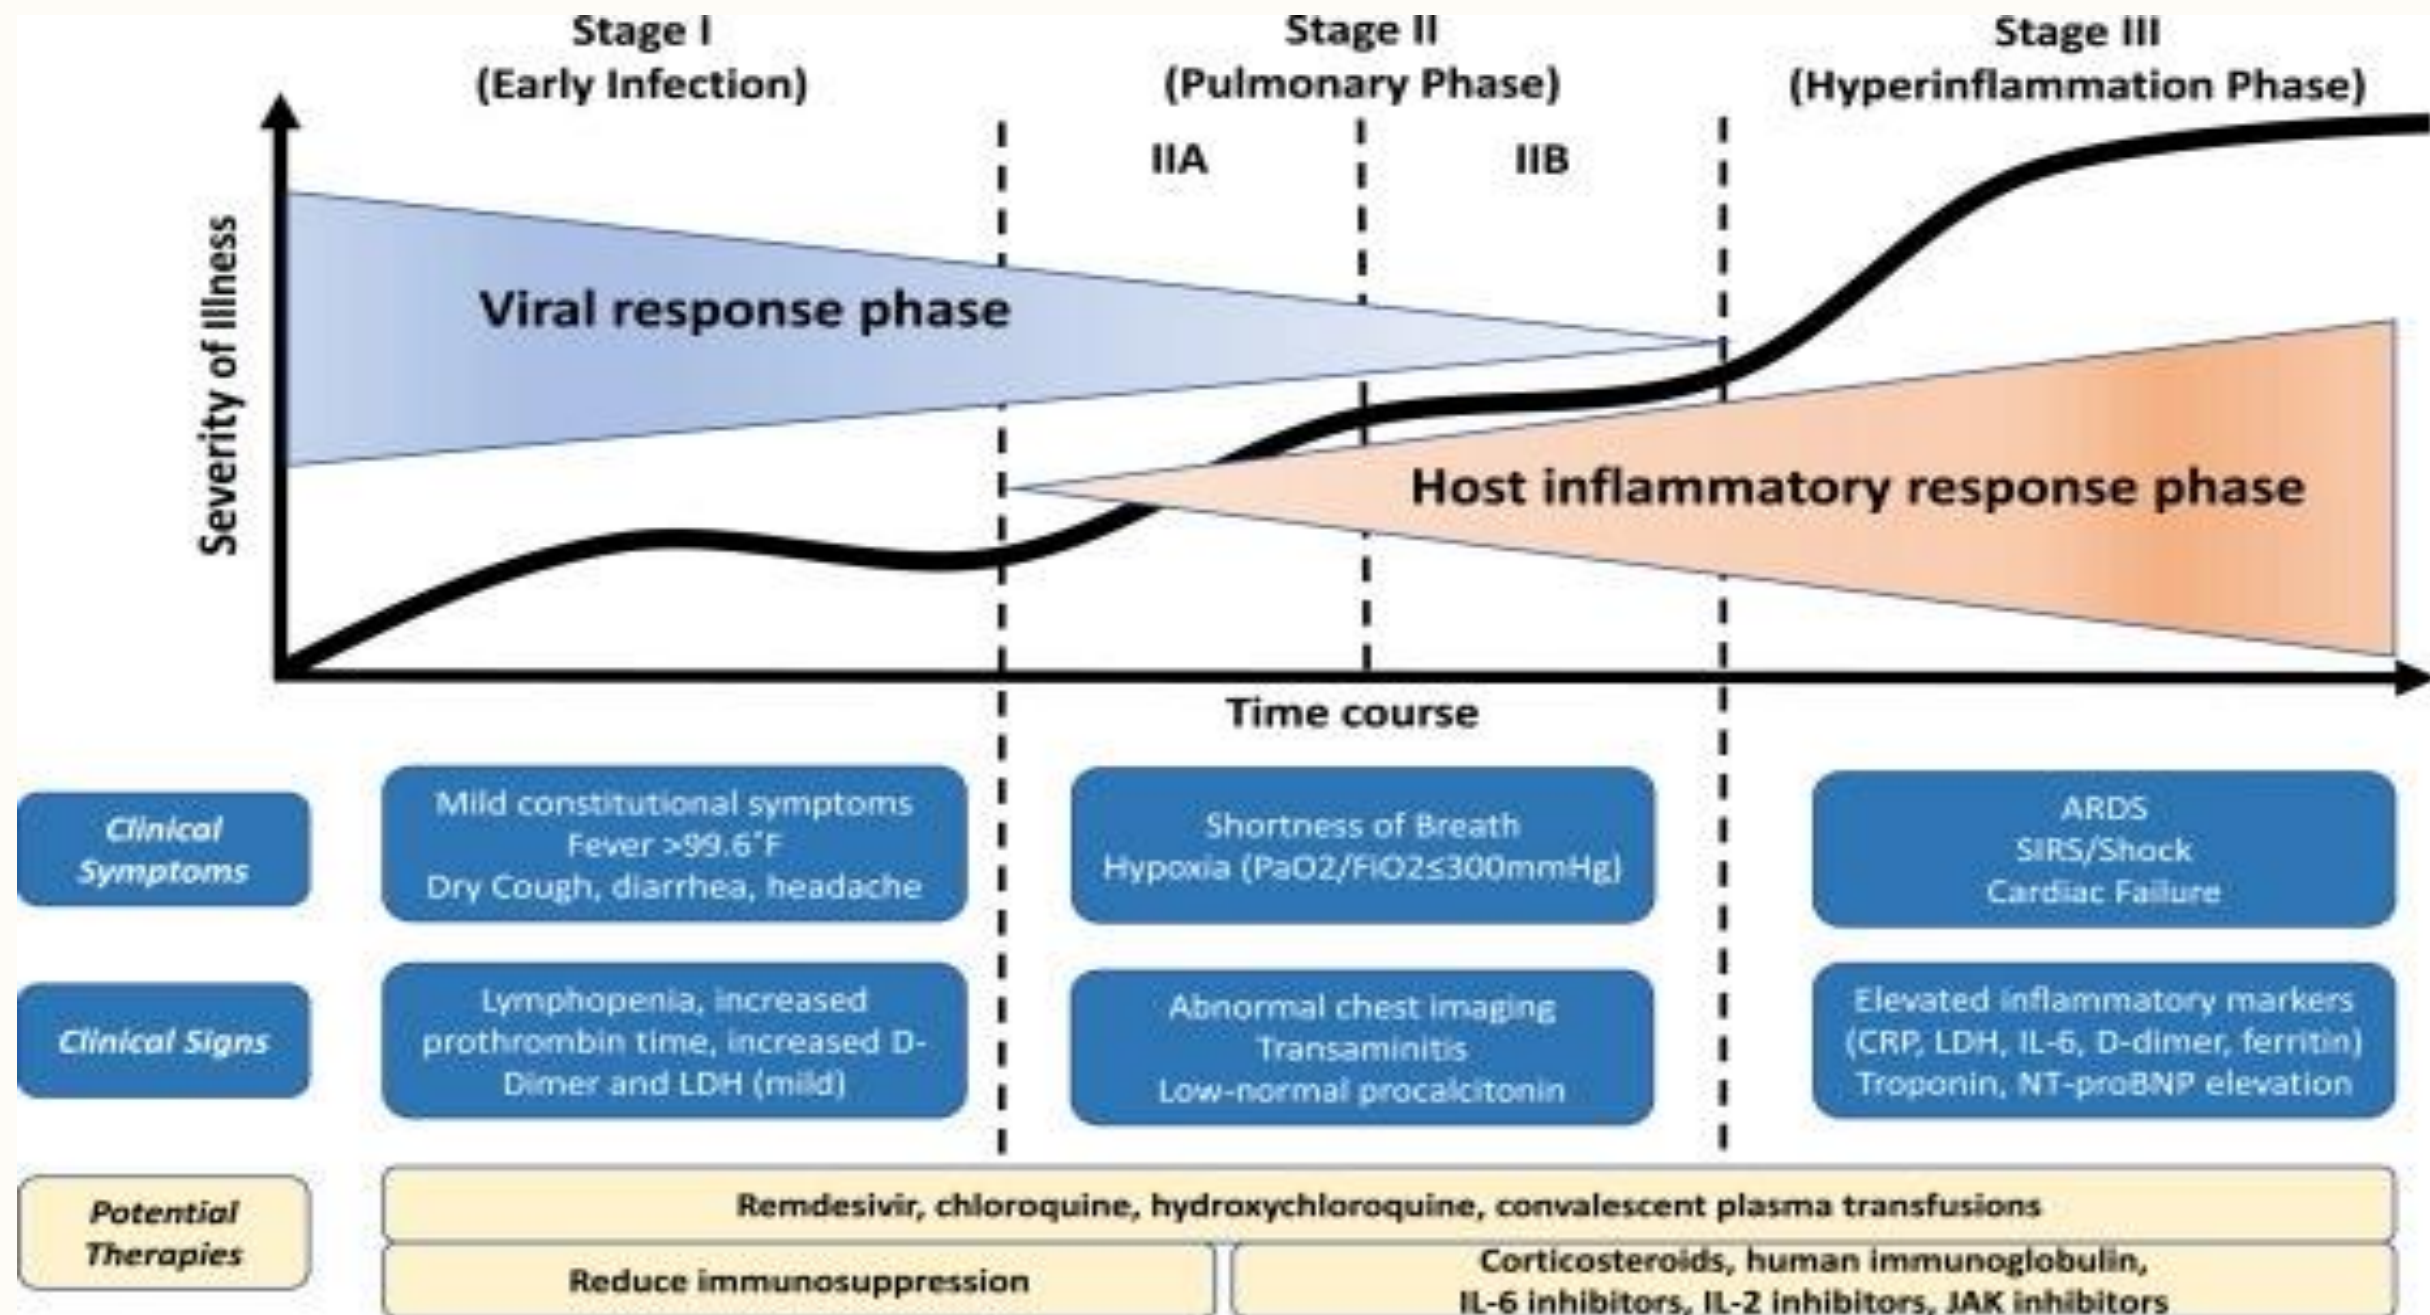 Stage I
(Early Infection)
Stage II
(Pulmonary Phase)
Stage III
(Hyperinflammation Phase)
IIA
IIB
Severity of Illness
Viral response phase
Host inflammatory response phase
Time course
Clinical
Symptoms
Mild constitutional symptoms
Fever >99.6°F
Dry Cough, diarrhea, headache
Shortness of Breath
Hypoxia (PaO2/FiO2≤300mmHg)
ARDS
SIRS/Shock
Cardiac Failure
Clinical Signs
Lymphopenia, increased
prothrombin time, increased D-
Dimer and LDH (mild)
Abnormal chest imaging
Transaminitis
Low-normal procalcitonin
Elevated inflammatory markers
(CRP, LDH, IL-6, D-dimer, ferritin)
Troponin, NT-proBNP elevation
Potential
Therapies
Remdesivir, chloroquine, hydroxychloroquine, convalescent plasma transfusions
Reduce immunosuppression
Corticosteroids, human immunoglobulin,
IL-6 inhibitors, IL-2 inhibitors, JAK inhibitors